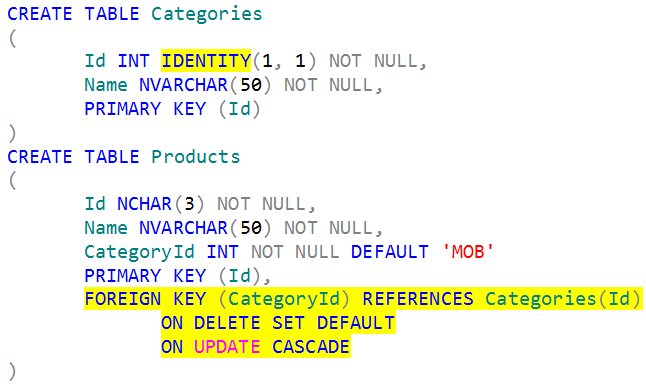 CREATE TABLE Categories
(
Id INT IDENTITY(1, 1) NOT NULL,
Name NVARCHAR(50) NOT NULL,
PRIMARY KEY (Id)
)
CREATE TABLE Products
(
Id NCHAR(3) NOT NULL,
Name NVARCHAR(50) NOT NULL,
CategoryId INT NOT NULL DEFAULT 'MOB'
PRIMARY KEY (Id),
FOREIGN KEY (CategoryId) REFERENCES Categories(Id)
ON DELETE SET DEFAULT
ON UPDATE CASCADE
)